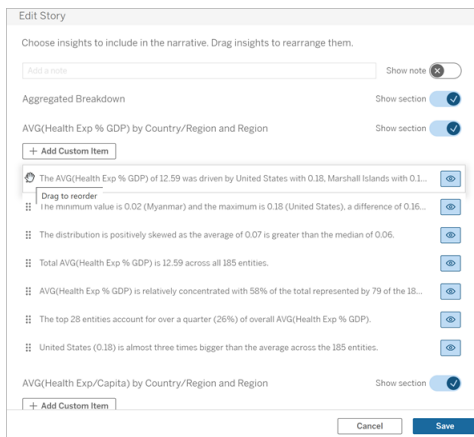 Edit Story
Choose insights to include in the narrative. Drag insights to rearrange them.
Add a note
Show note
Aggregated Breakdown
Show section
AVG(Health Exp % GDP) by Country/Region and Region
Show section
+ Add Custom Item
The AVG(Health Exp % GDP) of 12.59 was driven by United States with 0.18, Marshall Islands with 0.1...
Drag to reorder
The minimum value is 0.02 (Myanmar) and the maximum is 0.18 (United States), a difference of 0.16...
The distribution is positively skewed as the average of 0.07 is greater than the median of 0.06.
Total AVG(Health Exp % GDP) is 12.59 across all 185 entities.
AVG(Health Exp % GDP) is relatively concentrated with 58% of the total represented by 79 of the 18...
The top 28 entities account for over a quarter (26%) of overall AVG(Health Exp % GDP).
United States (0.18) is almost three times bigger than the average across the 185 entities.
AVG(Health Exp/Capita) by Country/Region and Region
Show section
+ Add Custom Item
Cancel
Save